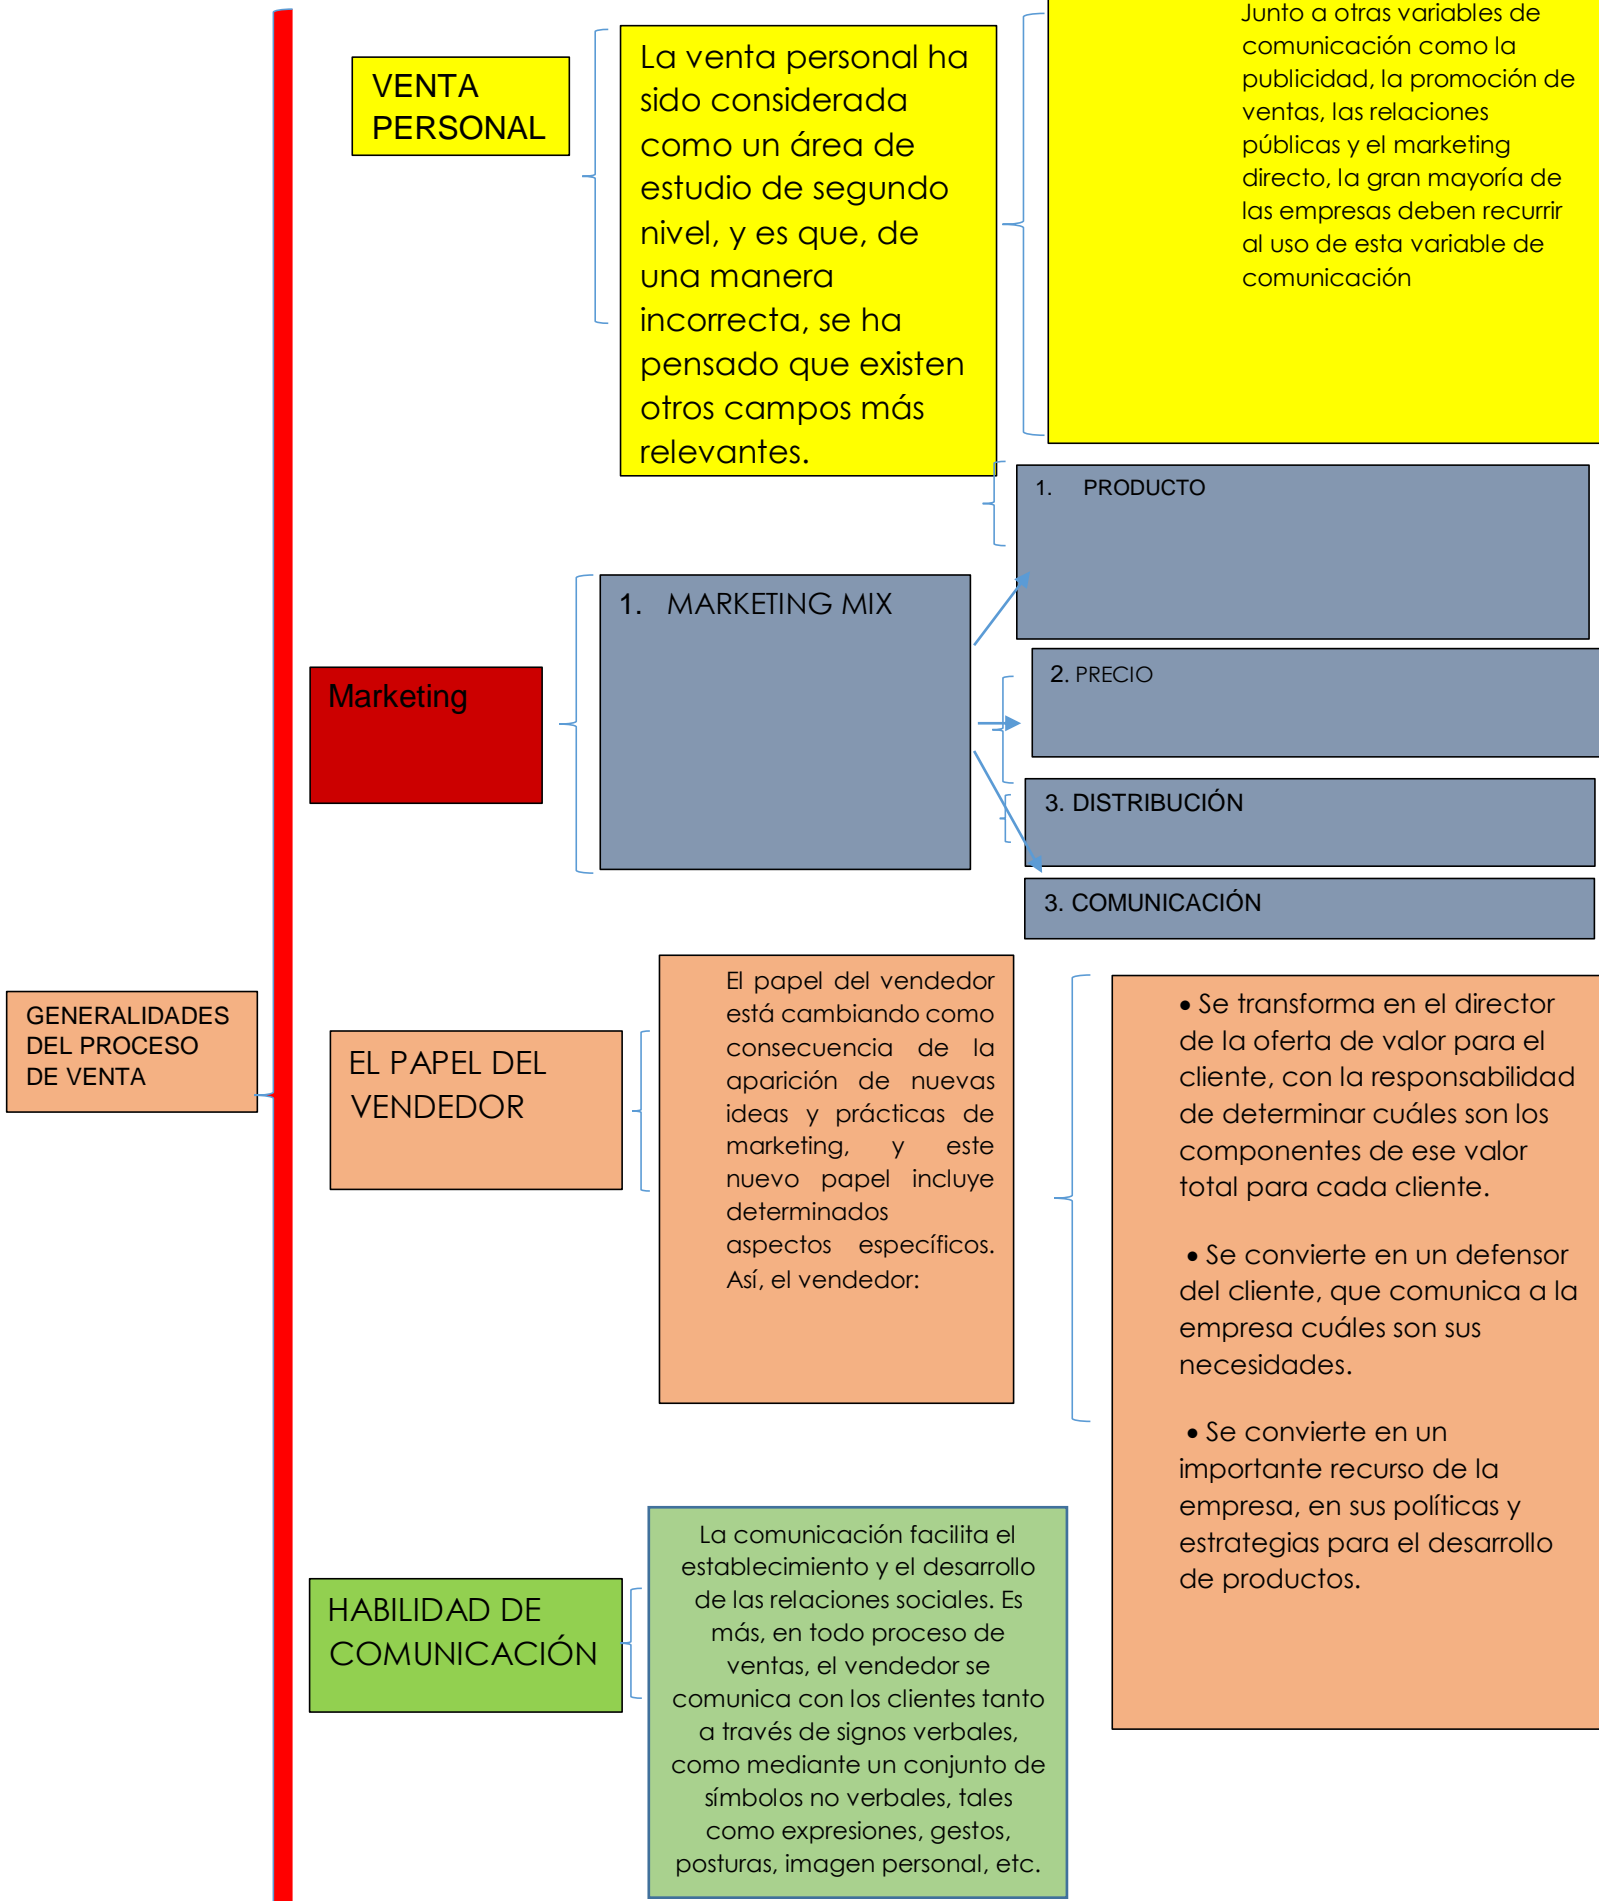 VENTA
PERSONAL
La venta personal ha
sido considerada
como un área de
estudio de segundo
nivel, y es que, de
una manera
incorrecta, se ha
pensado que existen
otros campos más
relevantes.
Junto a otras variables de
comunicación como la
publicidad, la promoción de
ventas, las relaciones
públicas y el marketing
directo, la gran mayoría de
las empresas deben recurrir
al uso de esta variable de
comunicación
Marketing
1. MARKETING MIX
1. PRODUCTO
2. PRECIO
3. DISTRIBUCIÓN
3. COMUNICACIÓN
GENERALIDADES
DEL PROCESO
DE VENTA
EL PAPEL DEL
VENDEDOR
El papel del vendedor
está cambiando como
consecuencia de la
aparición de nuevas
ideas y prácticas de
marketing, y este
nuevo papel incluye
determinados
aspectos específicos.
Así, el vendedor:
• Se transforma en el director
de la oferta de valor para el
cliente, con la responsabilidad
de determinar cuáles son los
componentes de ese valor
total para cada cliente.
• Se convierte en un defensor
del cliente, que comunica a la
empresa cuáles son sus
necesidades.
• Se convierte en un
importante recurso de la
empresa, en sus políticas y
estrategias para el desarrollo
de productos.
HABILIDAD DE
COMUNICACIÓN
La comunicación facilita el
establecimiento y el desarrollo
de las relaciones sociales. Es
más, en todo proceso de
ventas, el vendedor se
comunica con los clientes tanto
a través de signos verbales,
como mediante un conjunto de
símbolos no verbales, tales
como expresiones, gestos,
posturas, imagen personal, etc.